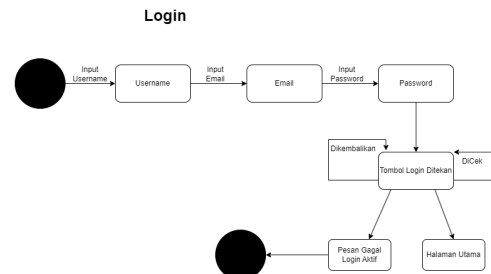 Login
Input
Username
Username
Input
Email
Email
Input
Password
Password
Dikembalikan
Tombol Login Ditekan
DiCek
Pesan Gagal
Login Aktif
Halaman Utama